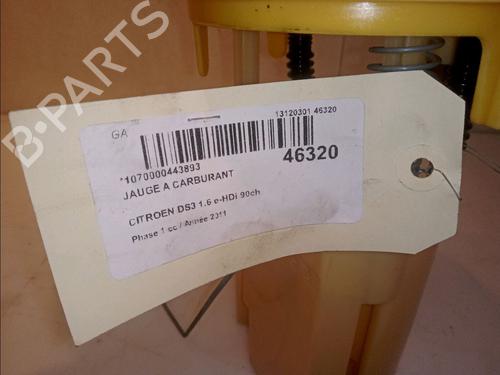 B-PARTS
GA
13120301 46320
*1070000443893
46320
JAUGE A CARBURANT
CITROEN DS3 1.6 e-HDi 90ch
Phase 1 cc / Année 2011